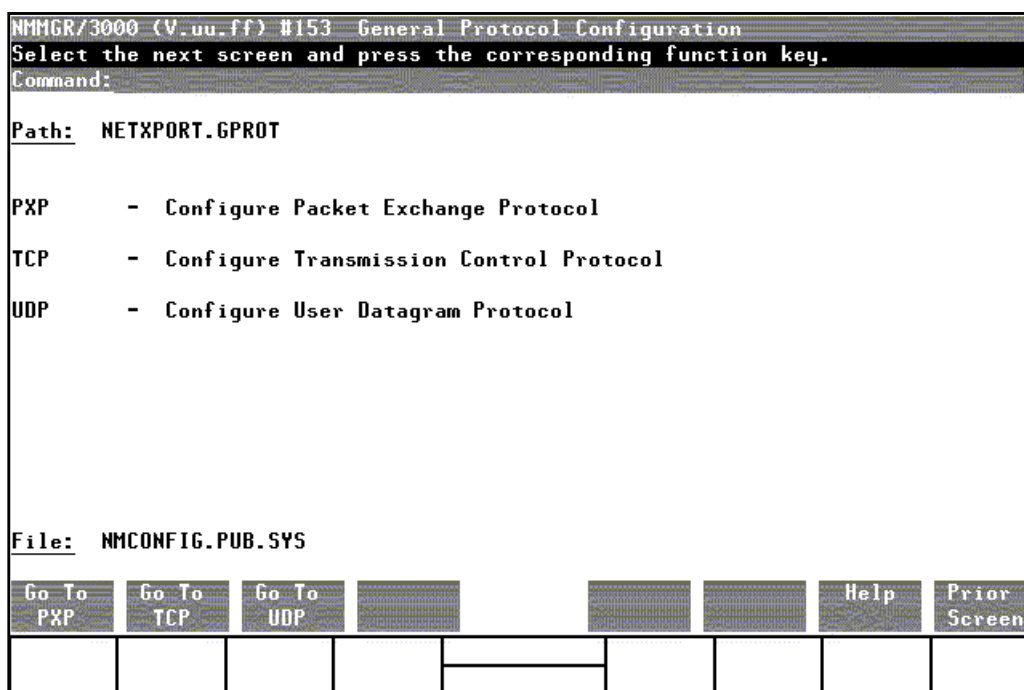 NMMGR/3000 (V.uu.ff) #153  General Protocol Configuration
Select the next screen and press the corresponding function key.
Command:
Path:  NETXPORT.GPROT
PXP      -  Configure Packet Exchange Protocol
TCP      -  Configure Transmission Control Protocol
UDP      -  Configure User Datagram Protocol
File:  NMCONFIG.PUB.SYS
Go To    Go To    Go To    Help    Prior
PXP    TCP    UDP    Screen